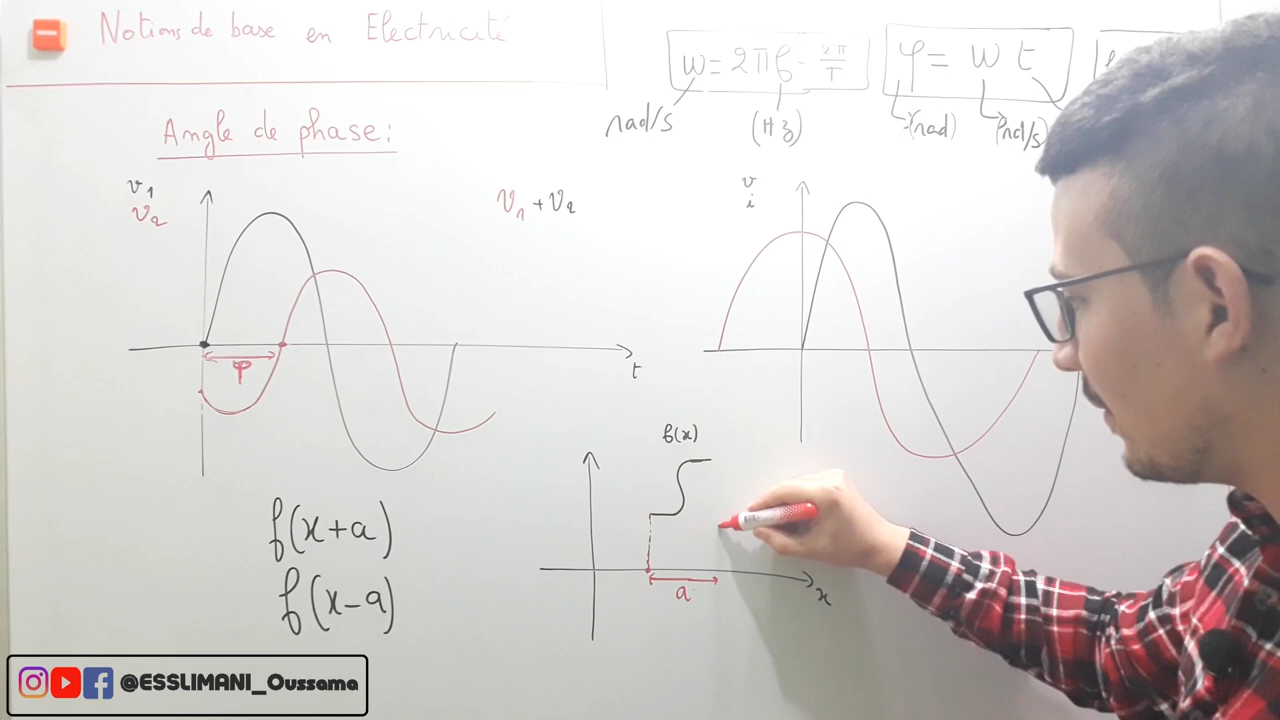 Notions de base en Electricité
ω = 2πf = 2π/T
φ = ω t
rad/s
(Hz)
(rad)
(rad/s)
Angle de phase:
v1
v2
V1 + V2
v
i
φ
t
f(x)
f(x+a)
f(x-a)
a
x
@ESSLIMANI_Oussama